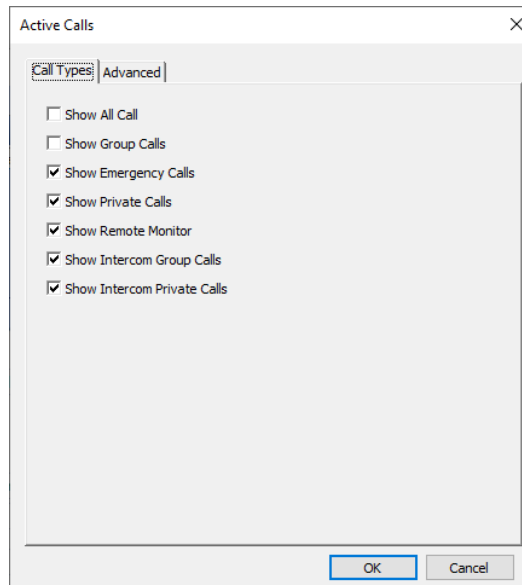 Active Calls
Call Types Advanced
Show All Call
Show Group Calls
Show Emergency Calls
Show Private Calls
Show Remote Monitor
Show Intercom Group Calls
Show Intercom Private Calls
OK Cancel